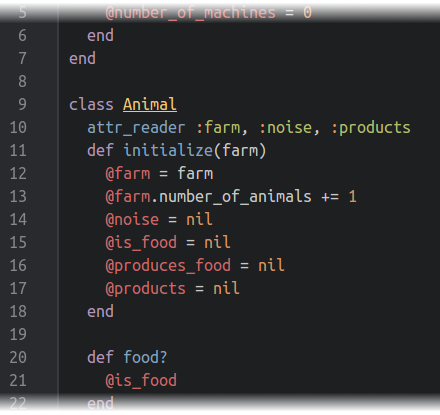 5 @number_of_machines = 0
6 end
7 end
8
9 class Animal
10 attr_reader :farm, :noise, :products
11 def initialize(farm)
12 @farm = farm
13 @farm.number_of_animals += 1
14 @noise = nil
15 @is_food = nil
16 @produces_food = nil
17 @products = nil
18 end
19
20 def food?
21 @is_food
22 end